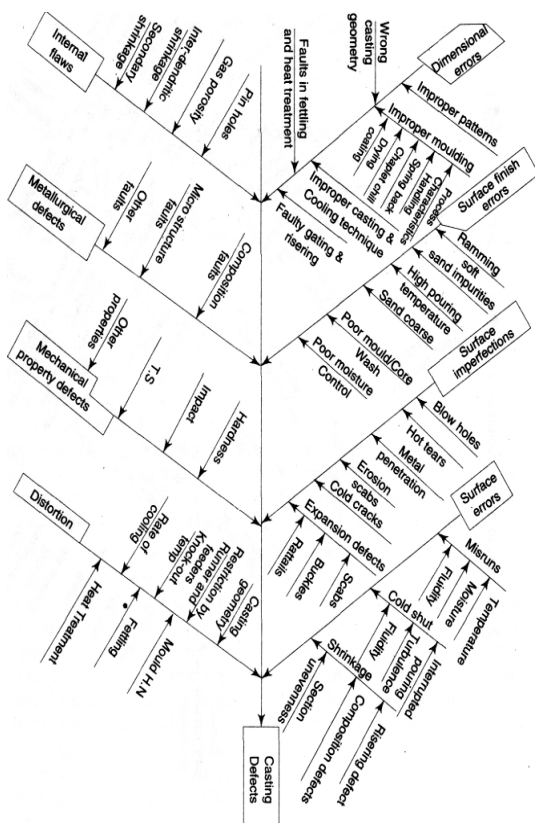 Dimensional
errors
Improper patterns
Improper moulding
Wrong
casting
geometry
coating
Drying
Chaplet chill
Spring back
Handling
Characteristics
Process
Improper casting &
Cooling technique
Faulty gating &
risering
Faults in fettling
and heat treatment
Surface finish
errors
Ramming
soft
sand impurities
High pouring
temperature
Sand coarse
Poor mould/Core
Wash
Poor moisture
Control
Surface
imperfections
Blow holes
Hot tears
Metal
penetration
Erosion
scabs
Cold cracks
Expansion defects
Rattails
Buckles
Scabs
Surface
errors
Misruns
Fluidity
Moisture
Temperature
Cold shut
Fluidity
Turbulence
pouring
Interrupted
Shrinkage
Section
unevenness
Composition defects
Risering defect
Internal
flaws
Secondary
shrinkage
Inter-dendritic
shrinkage
Gas porosity
Pin holes
Metallurgical
defects
Other
faults
Micro structure
faults
Composition
faults
Mechanical
property defects
Other
properties
T.S
Impact
Hardness
Distortion
Rate of
cooling
Knock-out
temp
Restriction by
Runner and
feeders
Casting
geometry
Heat Treatment
Fettling
Mould H.N
Casting
Defects